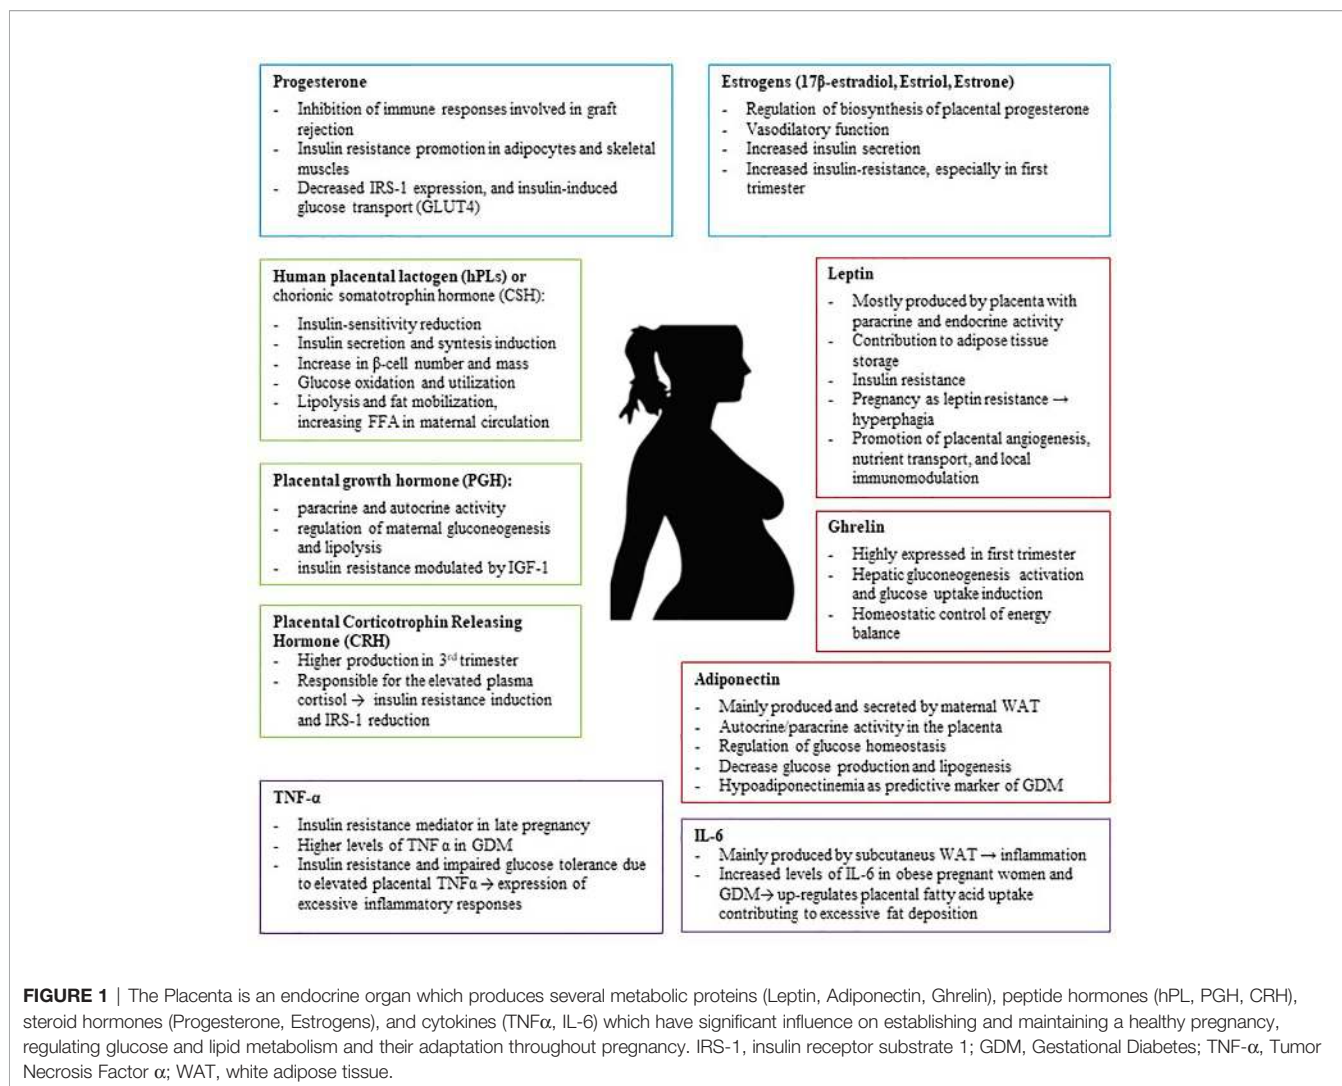 Progesterone
- Inhibition of immune responses involved in graft
rejection
- Insulin resistance promotion in adipocytes and skeletal
muscles
- Decreased IRS-1 expression, and insulin-induced
glucose transport (GLUT4)
Estrogens (17β-estradiol, Estriol, Estrone)
- Regulation of biosynthesis of placental progesterone
- Vasodilatory function
- Increased insulin secretion
- Increased insulin-resistance, especially in first
trimester
Human placental lactogen (hPLs) or
chorionic somatotrophin hormone (CSH):
- Insulin-sensitivity reduction
- Insulin secretion and syntesis induction
- Increase in β-cell number and mass
- Glucose oxidation and utilization
- Lipolysis and fat mobilization,
increasing FFA in maternal circulation
Placental growth hormone (PGH):
- paracrine and autocrine activity
- regulation of maternal gluconeogenesis
and lipolysis
- insulin resistance modulated by IGF-1
Placental Corticotrophin Releasing
Hormone (CRH)
- Higher production in 3rd trimester
- Responsible for the elevated plasma
cortisol → insulin resistance induction
and IRS-1 reduction
Leptin
- Mostly produced by placenta with
paracrine and endocrine activity
- Contribution to adipose tissue
storage
- Insulin resistance
- Pregnancy as leptin resistance →
hyperphagia
- Promotion of placental angiogenesis,
nutrient transport, and local
immunomodulation
Ghrelin
- Highly expressed in first trimester
- Hepatic gluconeogenesis activation
and glucose uptake induction
- Homeostatic control of energy
balance
Adiponectin
- Mainly produced and secreted by maternal WAT
- Autocrine/paracrine activity in the placenta
- Regulation of glucose homeostasis
- Decrease glucose production and lipogenesis
- Hypoadiponectinemia as predictive marker of GDM
TNF-α
- Insulin resistance mediator in late pregnancy
- Higher levels of TNF α in GDM
- Insulin resistance and impaired glucose tolerance due
to elevated placental TNFα → expression of
excessive inflammatory responses
IL-6
- Mainly produced by subcutaneus WAT → inflammation
- Increased levels of IL-6 in obese pregnant women and
GDM → up-regulates placental fatty acid uptake
contributing to excessive fat deposition
FIGURE 1 | The Placenta is an endocrine organ which produces several metabolic proteins (Leptin, Adiponectin, Ghrelin), peptide hormones (hPL, PGH, CRH),
steroid hormones (Progesterone, Estrogens), and cytokines (TNFα, IL-6) which have significant influence on establishing and maintaining a healthy pregnancy,
regulating glucose and lipid metabolism and their adaptation throughout pregnancy. IRS-1, insulin receptor substrate 1; GDM, Gestational Diabetes; TNF-α, Tumor
Necrosis Factor α; WAT, white adipose tissue.